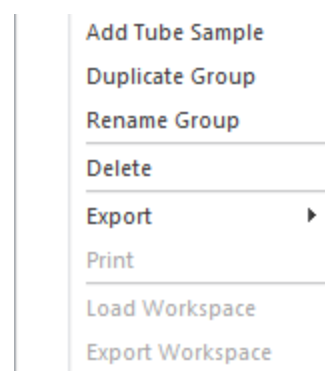 Add Tube Sample
Duplicate Group
Rename Group
Delete
Export
Print
Load Workspace
Export Workspace